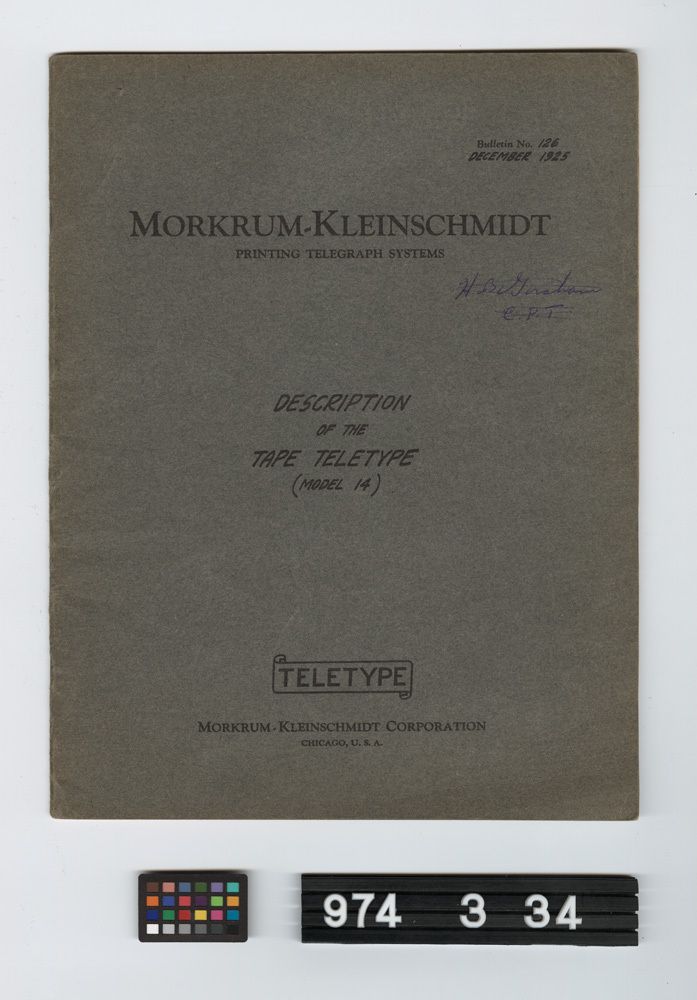 Bulletin No. 126
DECEMBER 1925
MORKRUM-KLEINSCHMIDT
PRINTING TELEGRAPH SYSTEMS
C.P.T.
DESCRIPTION
OF THE
TAPE TELETYPE
(MODEL 14)
TELETYPE
MORKRUM-KLEINSCHMIDT CORPORATION
CHICAGO, U. S. A.
974 3 34